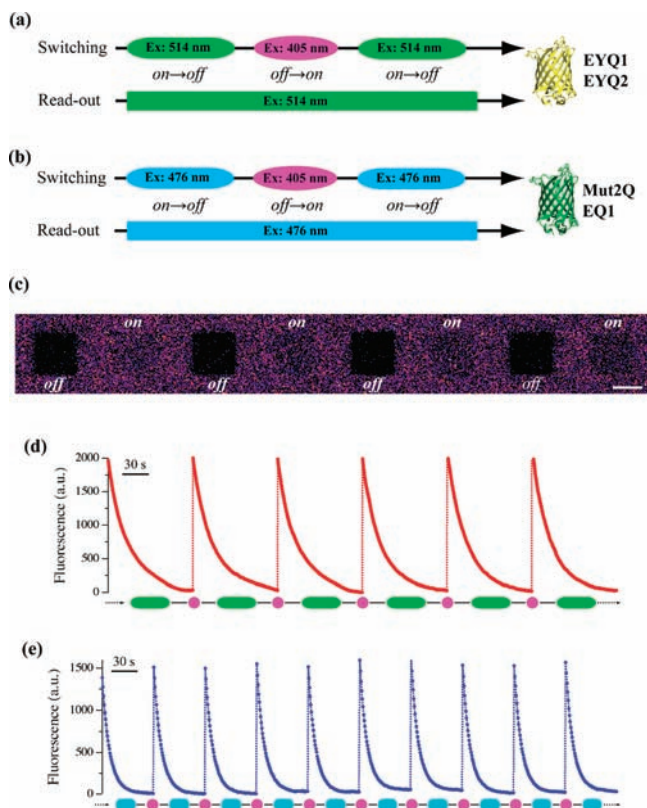 (a)
Switching Ex: 514 nm Ex: 405 nm Ex: 514 nm
on→off off→on on→off
EYQ1
EYQ2
Read-out Ex: 514 nm
(b)
Switching Ex: 476 nm Ex: 405 nm Ex: 476 nm
on→off off→on on→off
Mut2Q
EQ1
Read-out Ex: 476 nm
(c)
on on on on
off off off off
(d)
Fluorescence (a.u.)
2000
1500
1000
500
0
30 s
(e)
Fluorescence (a.u.)
1500
1000
500
0
30 s